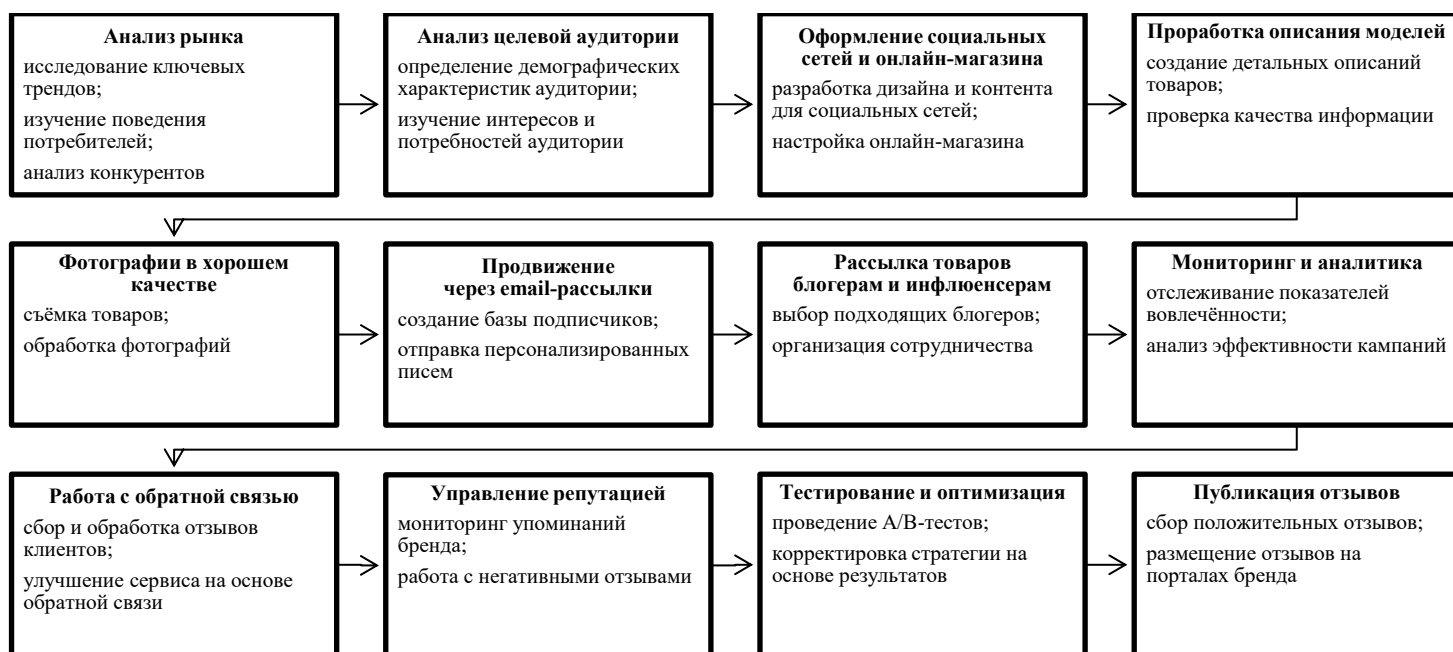 Анализ рынка
исследование ключевых
трендов;
изучение поведения
потребителей;
анализ конкурентов
Анализ целевой аудитории
определение демографических
характеристик аудитории;
изучение интересов и
потребностей аудитории
Оформление социальных
сетей и онлайн-магазина
разработка дизайна и контента
для социальных сетей;
настройка онлайн-магазина
Проработка описания моделей
создание детальных описаний
товаров;
проверка качества информации
Фотографии в хорошем
качестве
съёмка товаров;
обработка фотографий
Продвижение
через email-рассылки
создание базы подписчиков;
отправка персонализированных
писем
Рассылка товаров
блогерам и инфлюенсерам
выбор подходящих блогеров;
организация сотрудничества
Мониторинг и аналитика
отслеживание показателей
вовлечённости;
анализ эффективности кампаний
Работа с обратной связью
сбор и обработка отзывов
клиентов;
улучшение сервиса на основе
обратной связи
Управление репутацией
мониторинг упоминаний
бренда;
работа с негативными отзывами
Тестирование и оптимизация
проведение A/B-тестов;
корректировка стратегии на
основе результатов
Публикация отзывов
сбор положительных отзывов;
размещение отзывов на
порталах бренда